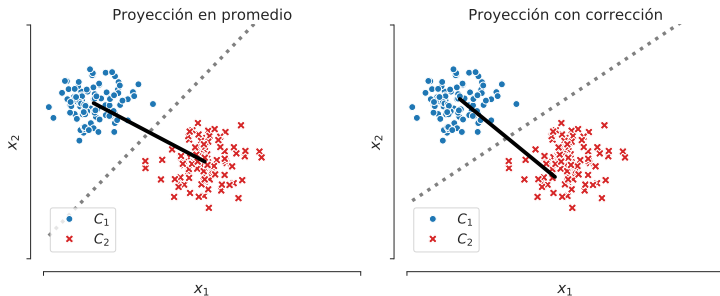 Proyección en promedio
x₂
C₁
C₂
x₁
Proyección con corrección
x₂
C₁
C₂
x₁